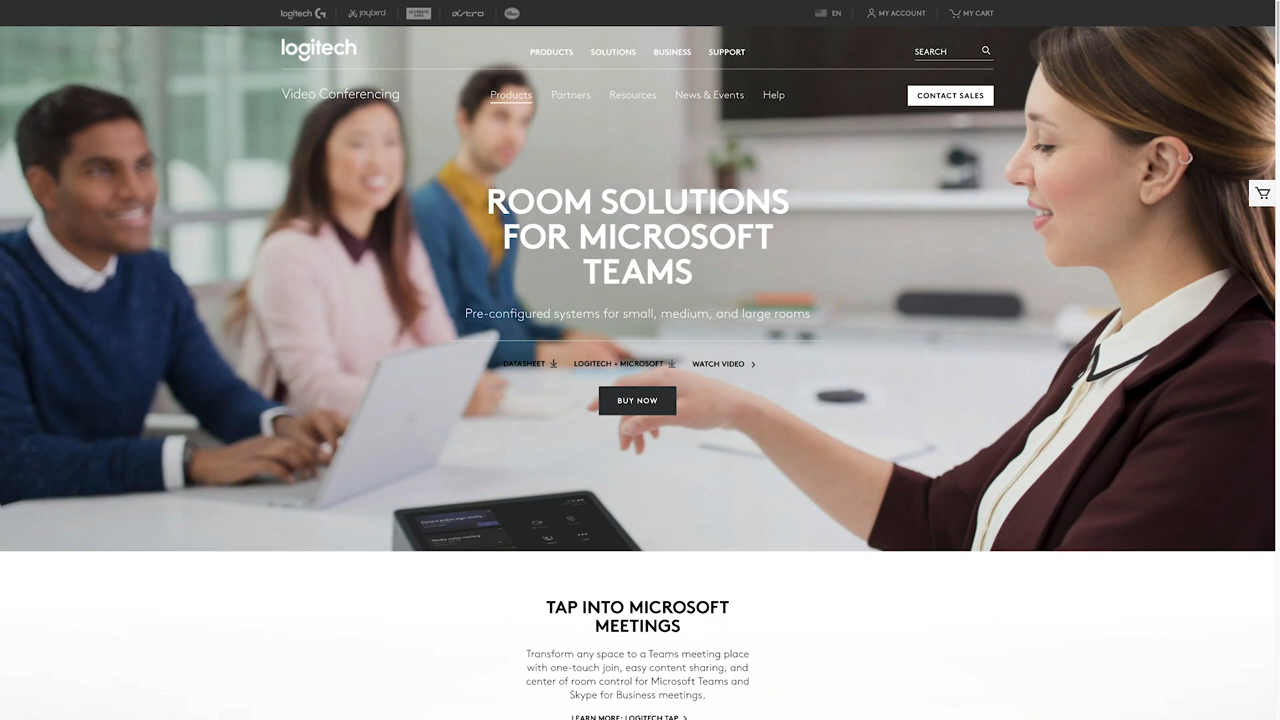 logitech G
jaybird
ULTIMATE EARS
ASTRO
EN
MY ACCOUNT
MY CART
logitech
PRODUCTS
SOLUTIONS
BUSINESS
SUPPORT
SEARCH
Video Conferencing
Products
Partners
Resources
News & Events
Help
CONTACT SALES
ROOM SOLUTIONS
FOR MICROSOFT
TEAMS
Pre-configured systems for small, medium, and large rooms
DATASHEET
LOGITECH + MICROSOFT
WATCH VIDEO
BUY NOW
TAP INTO MICROSOFT
MEETINGS
Transform any space to a Teams meeting place
with one-touch join, easy content sharing, and
center of room control for Microsoft Teams and
Skype for Business meetings.
LEARN MORE: LOGITECH TAP